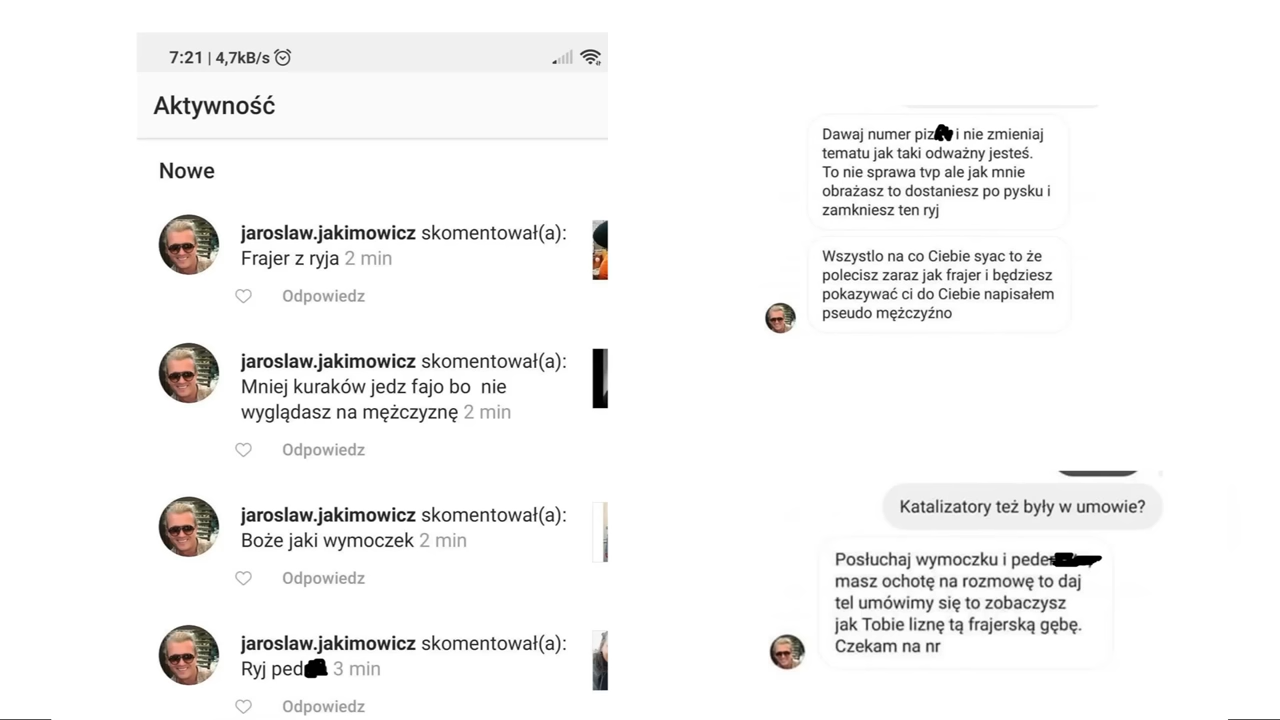 7:21 | 4,7kB/s
Aktywność
Nowe
jaroslaw.jakimowicz skomentował(a):
Frajer z ryja 2 min
Odpowiedz
jaroslaw.jakimowicz skomentował(a):
Mniej kuraków jedz fajo bo nie
wyglądasz na mężczyznę 2 min
Odpowiedz
jaroslaw.jakimowicz skomentował(a):
Boże jaki wymoczek 2 min
Odpowiedz
jaroslaw.jakimowicz skomentował(a):
Ryj ped 3 min
Odpowiedz
Dawaj numer piz i nie zmieniaj
tematu jak taki odważny jesteś.
To nie sprawa tvp ale jak mnie
obrażasz to dostaniesz po pysku i
zamkniesz ten ryj
Wszystlo na co Ciebie syac to że
polecisz zaraz jak frajer i będziesz
pokazywać ci do Ciebie napisałem
pseudo mężczyźno
Katalizatory też były w umowie?
Posłuchaj wymoczku i pede
masz ochotę na rozmowę to daj
tel umówimy się to zobaczysz
jak Tobie liznę tą frajerską gębę.
Czekam na nr